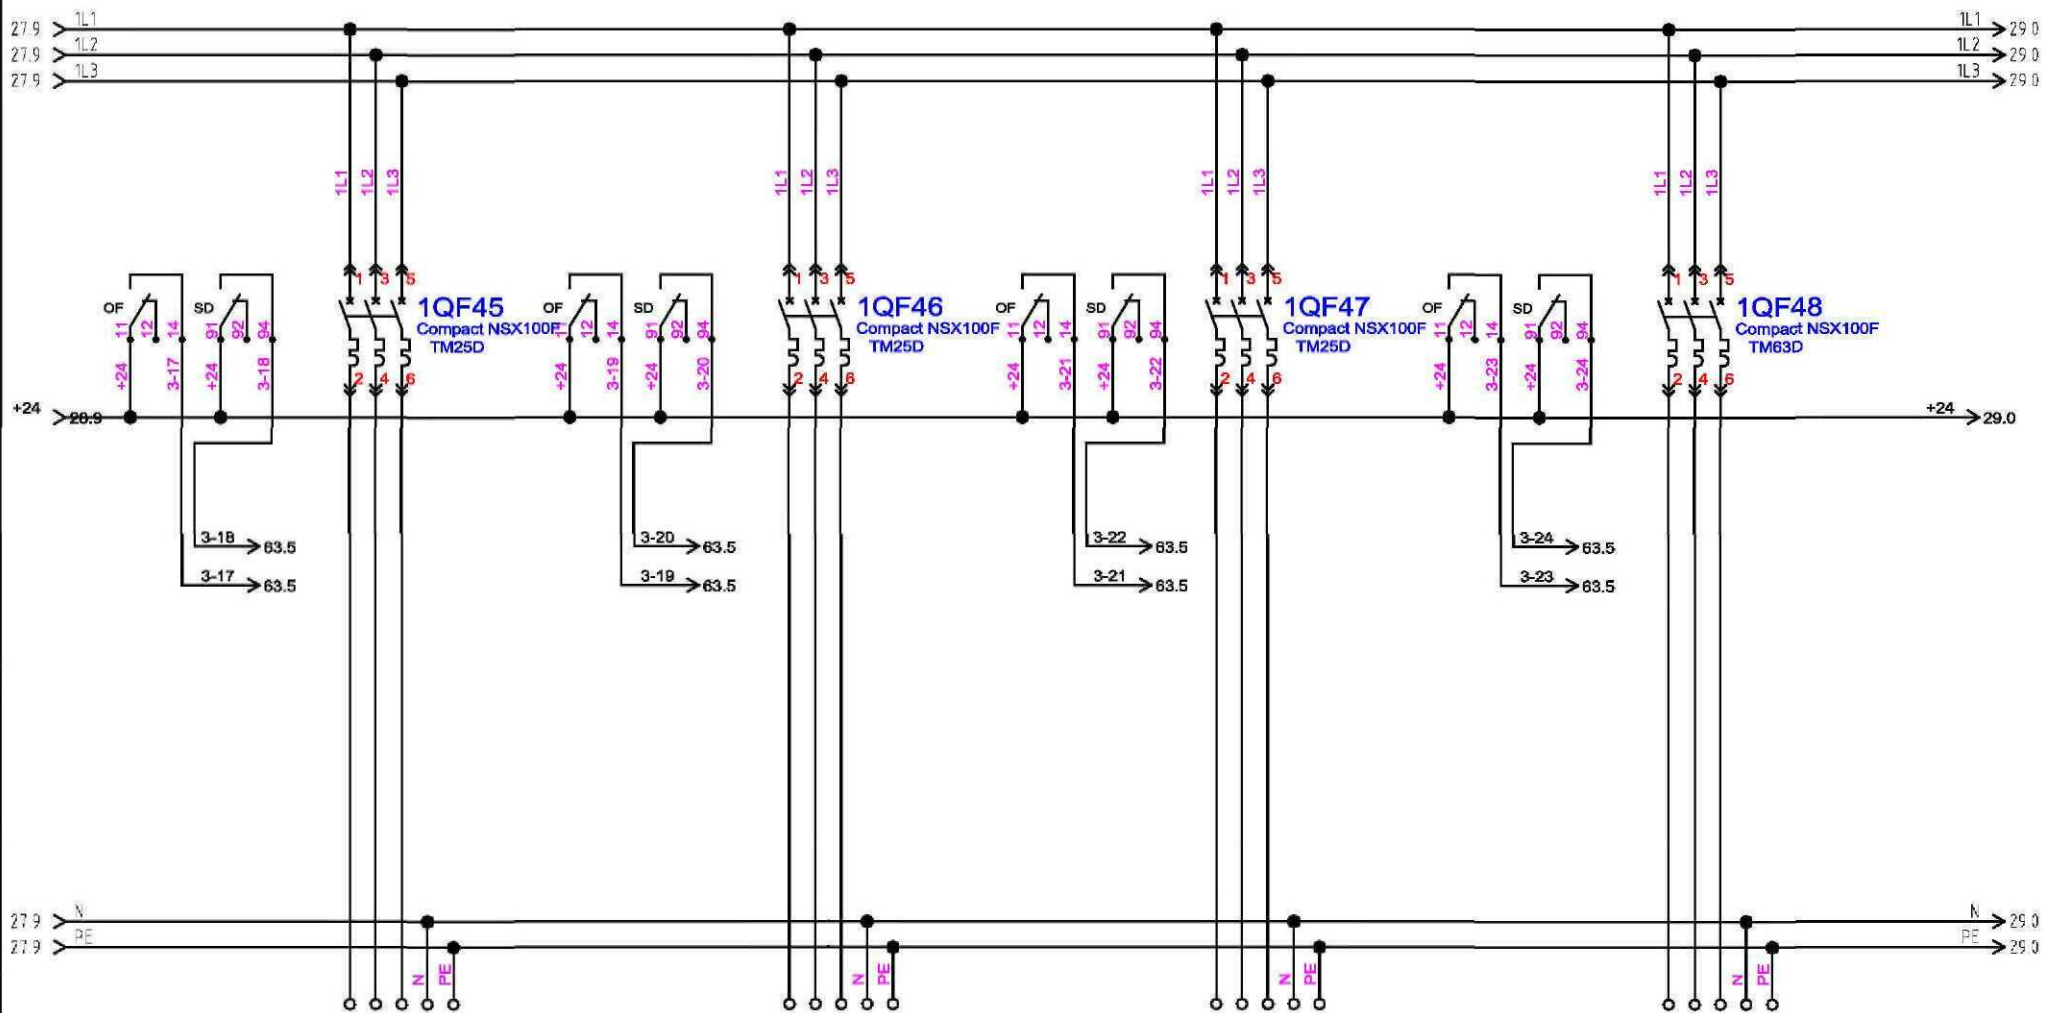 27.9 1L1 1L1 29.0
27.9 1L2 1L2 29.0
27.9 1L3 1L3 29.0
1L1 1L2 1L3 1L1 1L2 1L3 1L1 1L2 1L3 1L1 1L2 1L3
1 3 5 1 3 5 1 3 5 1 3 5
OF SD 1QF45 OF SD 1QF46 OF SD 1QF47 OF SD 1QF48
11 12 14 91 92 94 Compact NSX100F 11 12 14 91 92 94 Compact NSX100F 11 12 14 91 92 94 Compact NSX100F 11 12 14 91 92 94 Compact NSX100F
TM25D TM25D TM25D TM63D
+24 3-17 +24 3-18 2 4 6 +24 3-19 +24 3-20 2 4 6 +24 3-21 +24 3-22 2 4 6 +24 3-23 +24 3-24 2 4 6
+24 28.9 +24 29.0
3-18 63.5 3-20 63.5 3-22 63.5 3-24 63.5
3-17 63.5 3-19 63.5 3-21 63.5 3-23 63.5
27.9 N N 29.0
27.9 PE PE 29.0
N PE N PE N PE N PE